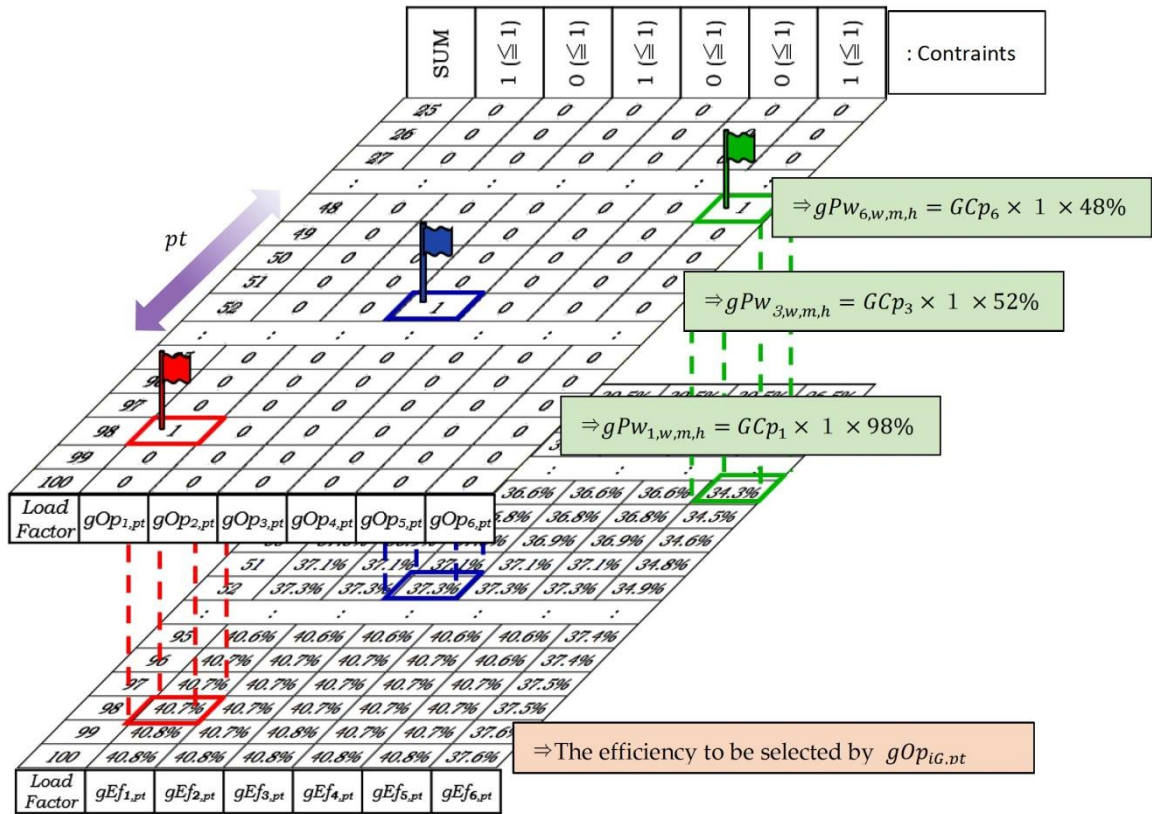 SUM 1 (≦ 1) 0 (≦ 1) 1 (≦ 1) 0 (≦ 1) 0 (≦ 1) 1 (≦ 1) : Contraints
25 0 0 0 0 0 0
26 0 0 0 0 0
27 0 0 0 0 0 0
: : : : : : :
48 0 0 0 0 0 1 ⇒gPw6,w,m,h = GCp6 × 1 × 48%
49 0 0 0 0 0
pt
50 0 0 0 0 0
51 0 0 0 0 0
52 0 0 1 0 0 0 ⇒gPw3,w,m,h = GCp3 × 1 × 52%
: : : : : : :
0 0 0 0 0
0 0 0 0 0
97 0 0 0 0 0 0
98 1 0 0 0 0 0 ⇒gPw1,w,m,h = GCp1 × 1 × 98%
99 0 0 0 0 0 0
100 0 0 0 0 0 0
Load Factor gOp1,pt gOp2,pt gOp3,pt gOp4,pt gOp5,pt gOp6,pt
36.6% 36.6% 36.6% 34.3%
36.8% 36.8% 34.5%
36.9% 36.9% 34.6%
51 37.1% 37.1% 37.1% 37.1% 37.1% 34.8%
52 37.3% 37.3% 37.3% 37.3% 37.3% 34.9%
: : : : : : :
95 40.6% 40.6% 40.6% 40.6% 40.6% 37.4%
96 40.7% 40.7% 40.7% 40.7% 40.6% 37.4%
97 40.7% 40.7% 40.7% 40.7% 40.7% 37.5%
98 40.7% 40.7% 40.7% 40.7% 40.7% 37.5%
99 40.8% 40.7% 40.8% 40.7% 40.7%
100 40.8% 40.8% 40.8% 40.8% 40.8% 37.6%
⇒The efficiency to be selected by gOpiG,pt
Load Factor gEf1,pt gEf2,pt gEf3,pt gEf4,pt gEf5,pt gEf6,pt